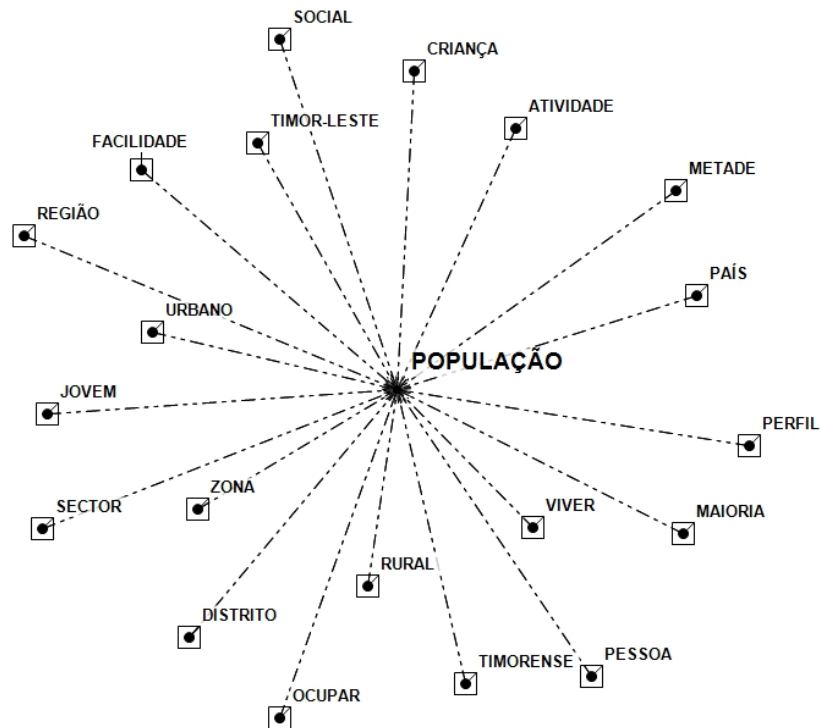 SOCIAL
CRIANÇA
ATIVIDADE
TIMOR-LESTE
FACILIDADE
METADE
REGIÃO
PAÍS
URBANO
POPULAÇÃO
JOVEM
PERFIL
ZONA
SECTOR
VIVER
MAIORIA
RURAL
DISTRITO
TIMORENSE
PESSOA
OCUPAR